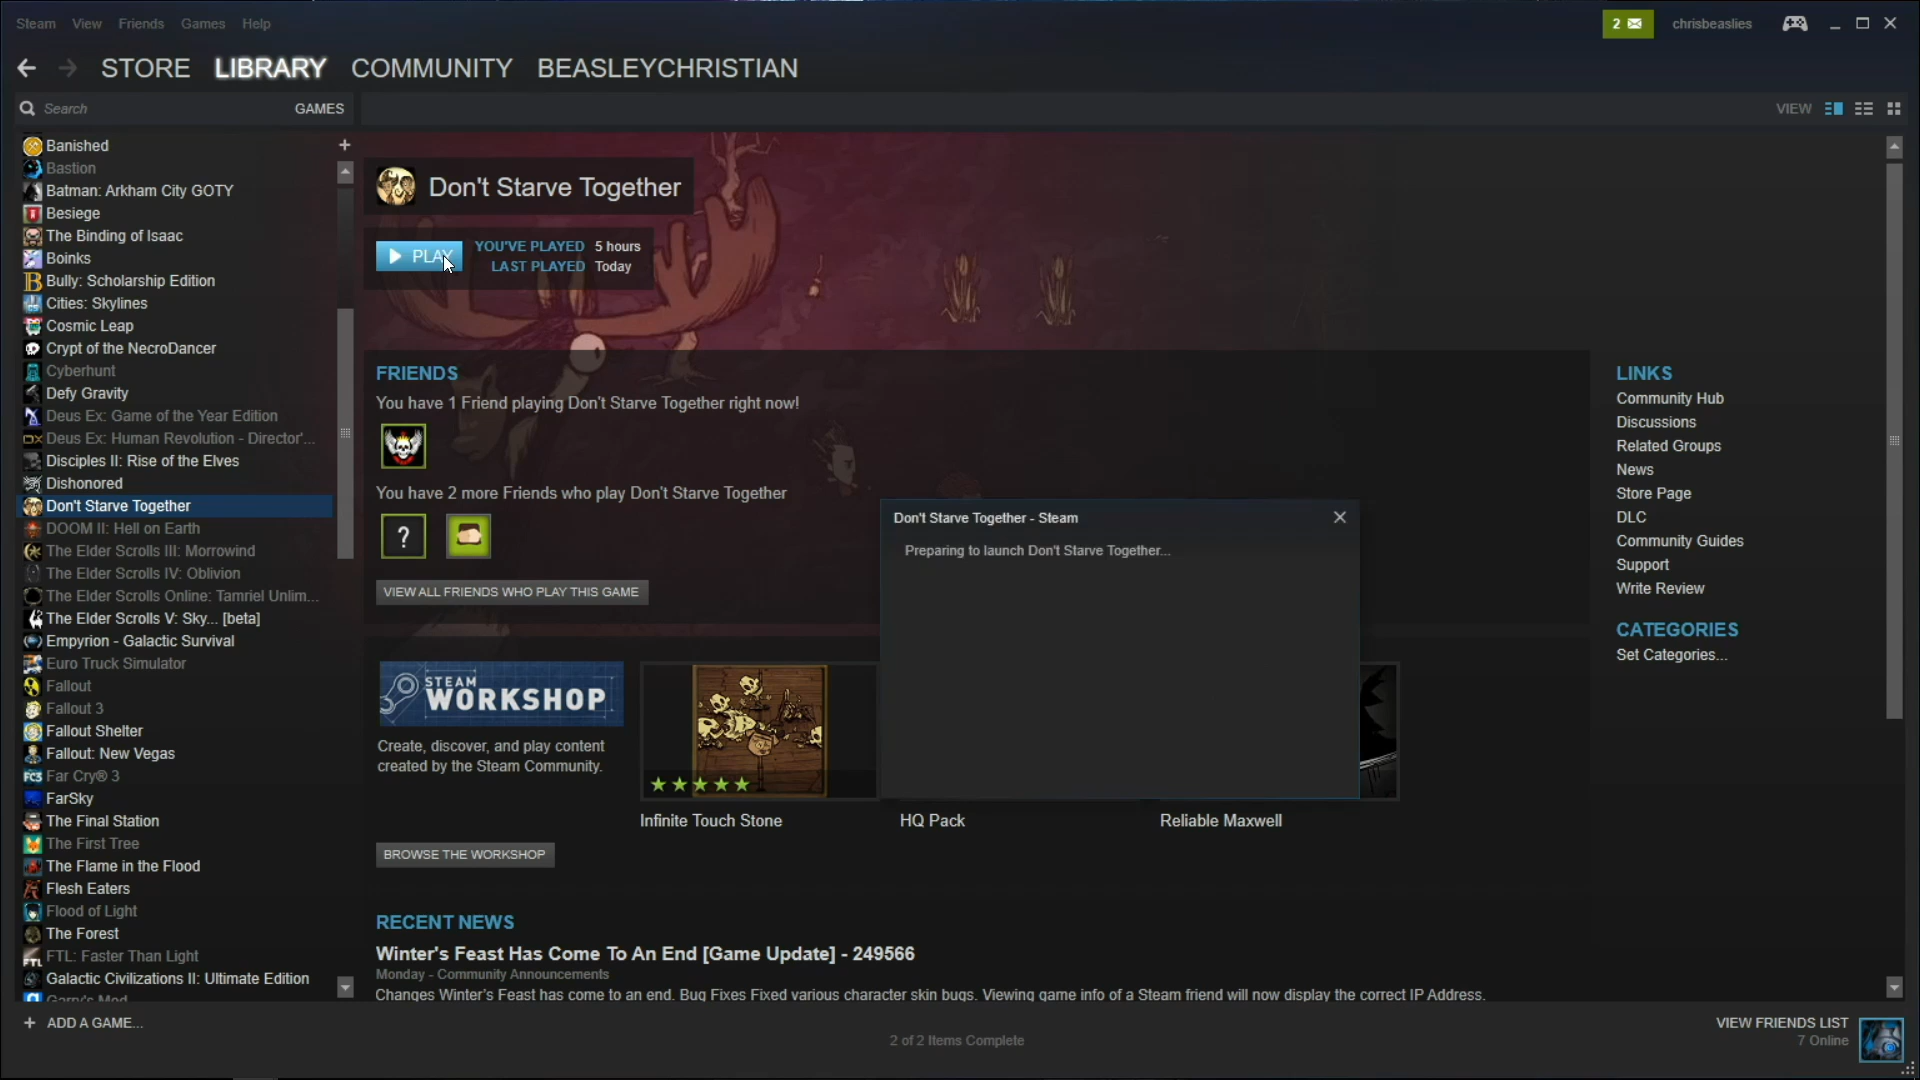 Steam View Friends Games Help
2 chrisbeaslies
STORE LIBRARY COMMUNITY BEASLEYCHRISTIAN
Search GAMES VIEW
Banished
Bastion
Batman: Arkham City GOTY
Besiege
The Binding of Isaac
Boinks
Bully: Scholarship Edition
Cities: Skylines
Cosmic Leap
Crypt of the NecroDancer
Cyberhunt
Defy Gravity
Deus Ex: Game of the Year Edition
Deus Ex: Human Revolution - Director'...
Disciples II: Rise of the Elves
Dishonored
Don't Starve Together
DOOM II: Hell on Earth
The Elder Scrolls III: Morrowind
The Elder Scrolls IV: Oblivion
The Elder Scrolls Online: Tamriel Unlim...
The Elder Scrolls V: Sky... [beta]
Empyrion - Galactic Survival
Euro Truck Simulator
Fallout
Fallout 3
Fallout Shelter
Fallout: New Vegas
FC3 Far Cry® 3
FarSky
The Final Station
The First Tree
The Flame in the Flood
Flesh Eaters
Flood of Light
The Forest
FTL FTL: Faster Than Light
Galactic Civilizations II: Ultimate Edition
Garry's Mod
+ ADD A GAME...
Don't Starve Together
PLAY
YOU'VE PLAYED 5 hours
LAST PLAYED Today
FRIENDS
You have 1 Friend playing Don't Starve Together right now!
You have 2 more Friends who play Don't Starve Together
?
VIEW ALL FRIENDS WHO PLAY THIS GAME
Don't Starve Together - Steam
Preparing to launch Don't Starve Together...
STEAM
WORKSHOP
Create, discover, and play content
created by the Steam Community.
Infinite Touch Stone
HQ Pack
Reliable Maxwell
BROWSE THE WORKSHOP
RECENT NEWS
Winter's Feast Has Come To An End [Game Update] - 249566
Monday - Community Announcements
Changes Winter's Feast has come to an end. Bug Fixes Fixed various character skin bugs. Viewing game info of a Steam friend will now display the correct IP Address.
LINKS
Community Hub
Discussions
Related Groups
News
Store Page
DLC
Community Guides
Support
Write Review
CATEGORIES
Set Categories...
2 of 2 Items Complete
VIEW FRIENDS LIST
7 Online